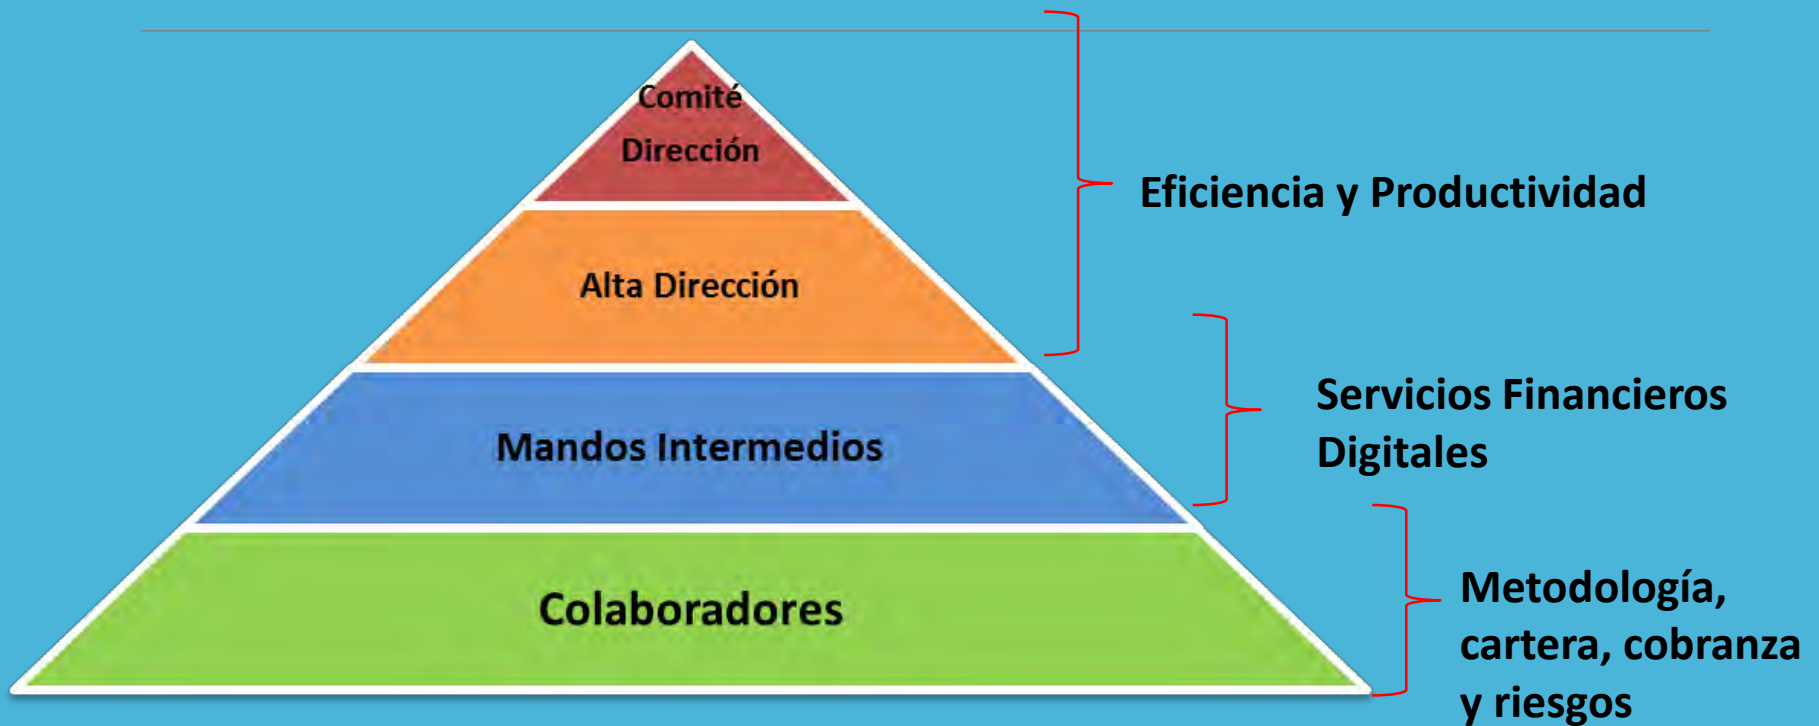 Comité
Dirección
Eficiencia y Productividad
Alta Dirección
Servicios Financieros
Digitales
Mandos Intermedios
Metodología,
cartera, cobranza
y riesgos
Colaboradores